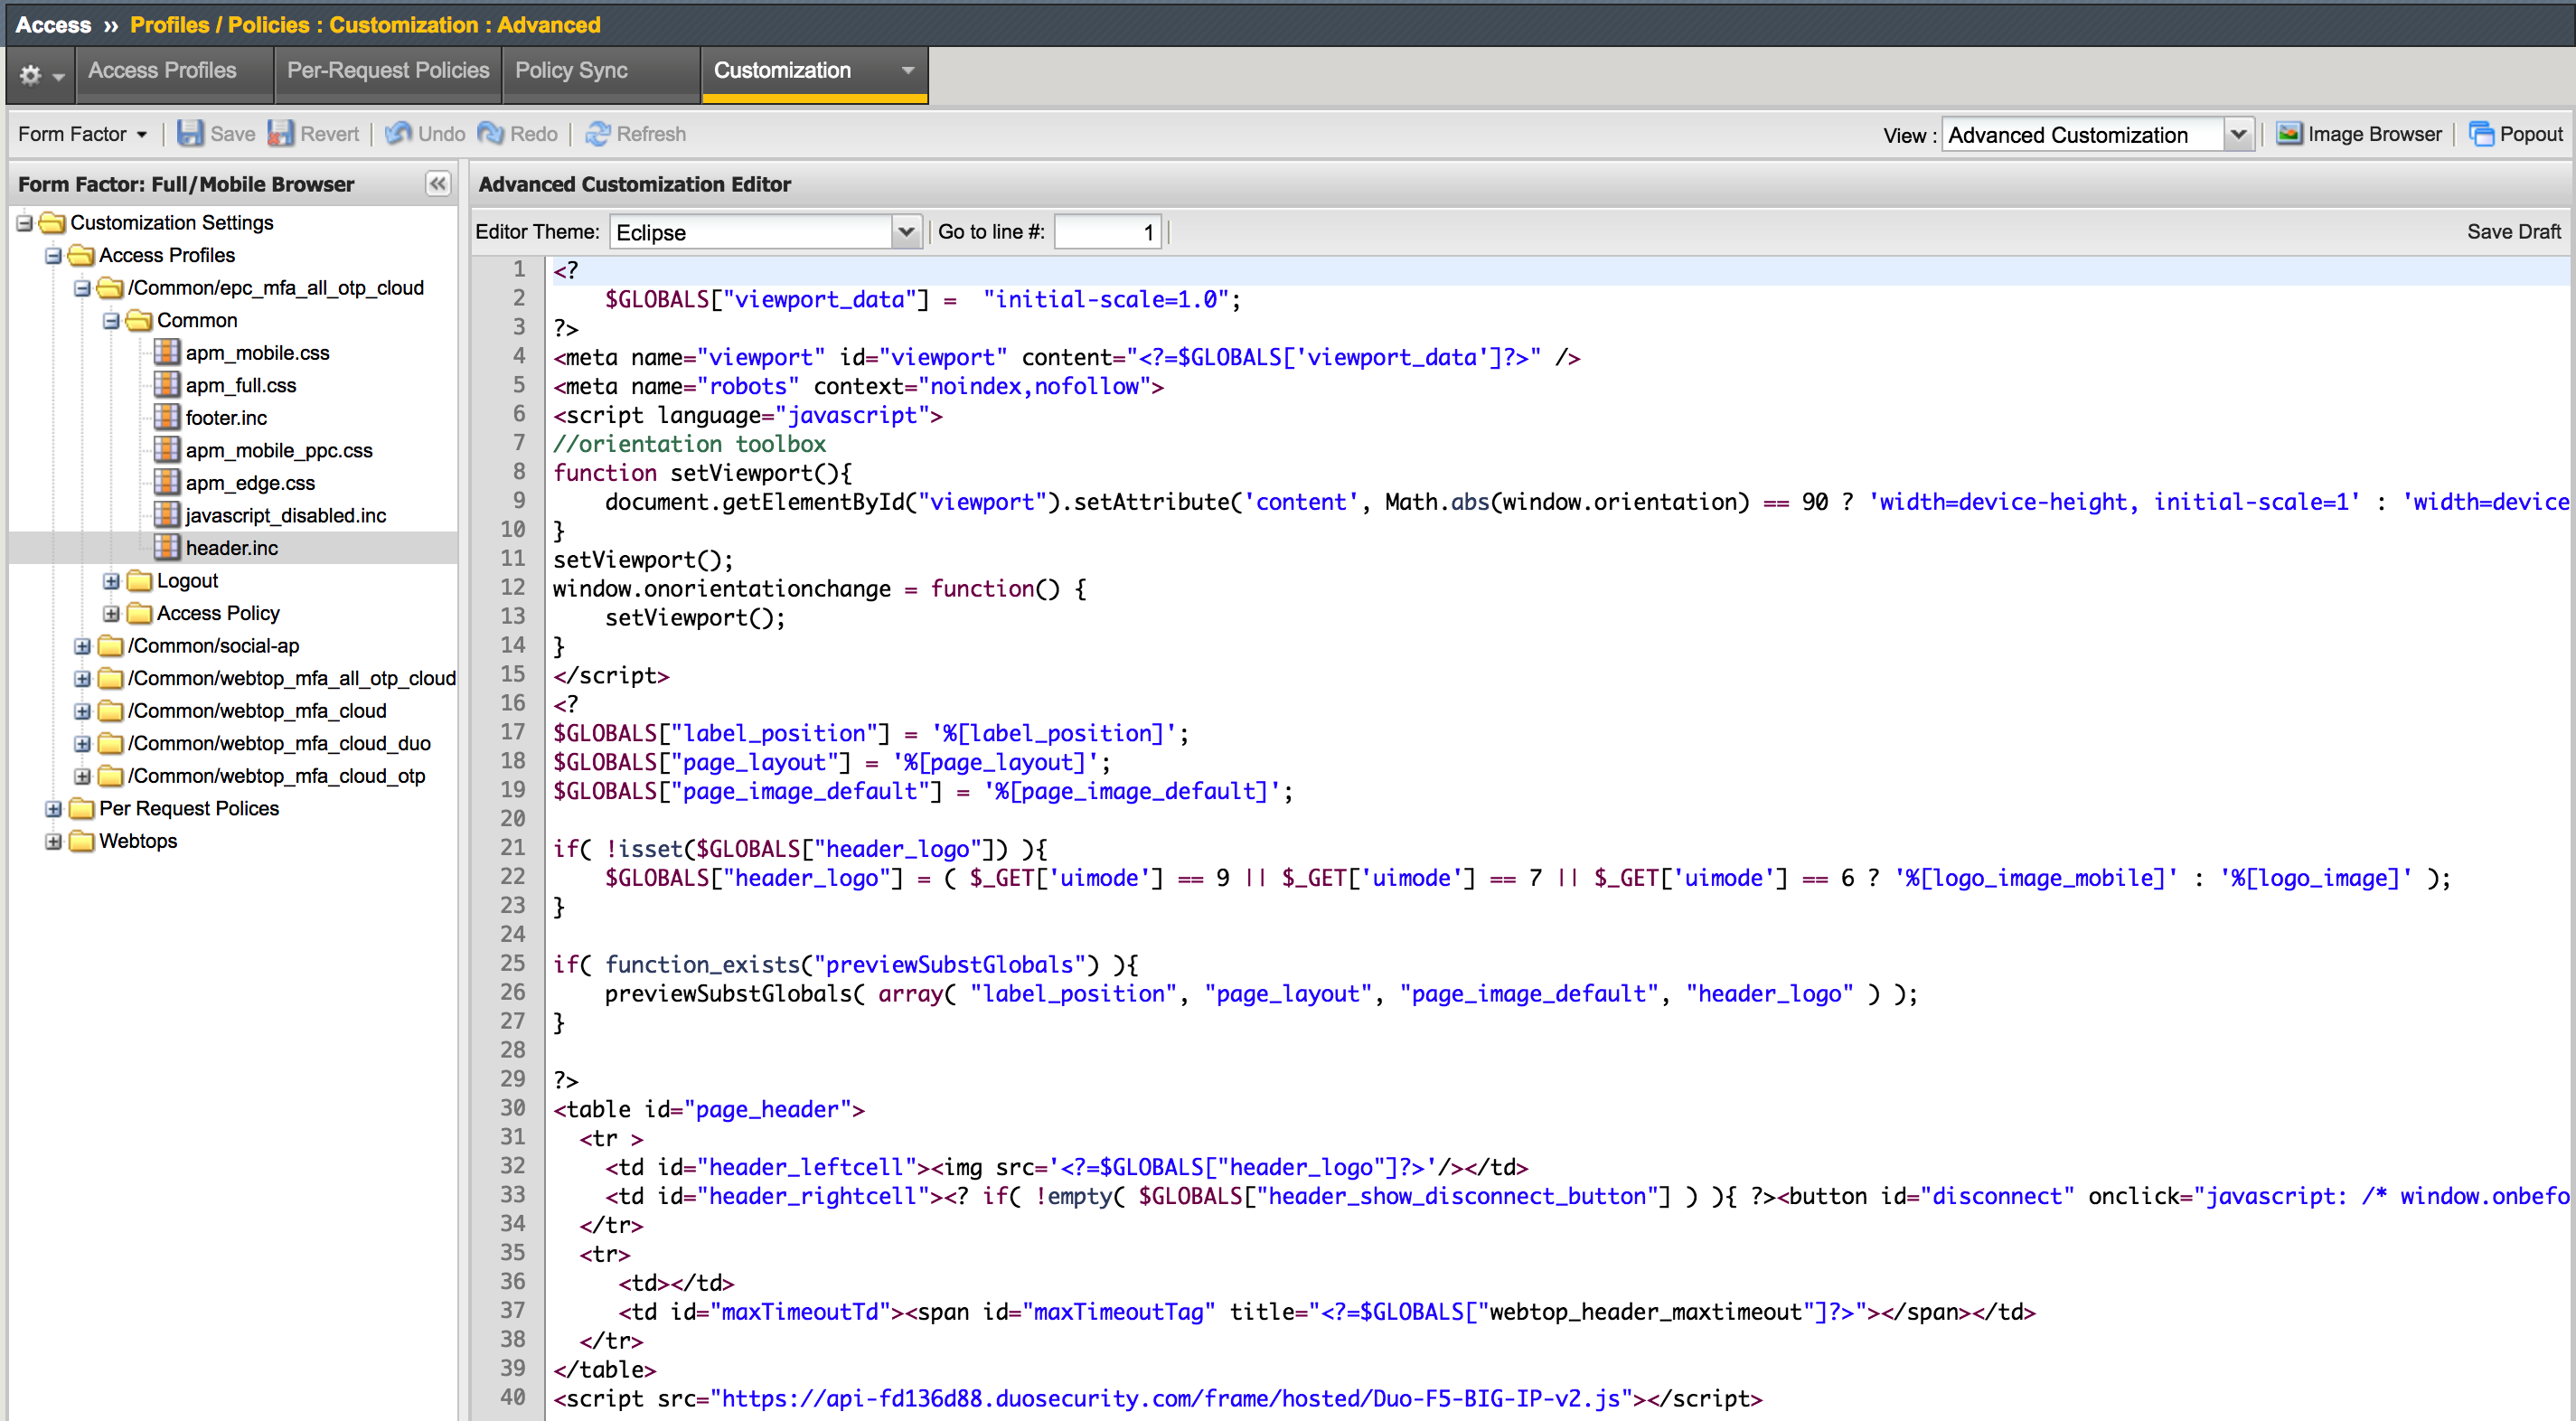 Access » Profiles / Policies : Customization : Advanced
Access Profiles Per-Request Policies Policy Sync Customization
Form Factor Save Revert Undo Redo Refresh View : Advanced Customization Image Browser Popout
Form Factor: Full/Mobile Browser
Customization Settings
Access Profiles
/Common/epc_mfa_all_otp_cloud
Common
apm_mobile.css
apm_full.css
footer.inc
apm_mobile_ppc.css
apm_edge.css
javascript_disabled.inc
header.inc
Logout
Access Policy
/Common/social-ap
/Common/webtop_mfa_all_otp_cloud
/Common/webtop_mfa_cloud
/Common/webtop_mfa_cloud_duo
/Common/webtop_mfa_cloud_otp
Per Request Polices
Webtops
Advanced Customization Editor
Editor Theme: Eclipse Go to line #: 1 Save Draft
1 <?
2     $GLOBALS["viewport_data"] =  "initial-scale=1.0";
3 ?>
4 <meta name="viewport" id="viewport" content="<?=$GLOBALS['viewport_data']?>" />
5 <meta name="robots" context="noindex,nofollow">
6 <script language="javascript">
7 //orientation toolbox
8 function setViewport(){
9     document.getElementById("viewport").setAttribute('content', Math.abs(window.orientation) == 90 ? 'width=device-height, initial-scale=1' : 'width=device
10 }
11 setViewport();
12 window.onorientationchange = function() {
13     setViewport();
14 }
15 </script>
16 <?
17 $GLOBALS["label_position"] = '%[label_position]';
18 $GLOBALS["page_layout"] = '%[page_layout]';
19 $GLOBALS["page_image_default"] = '%[page_image_default]';
20
21 if( !isset($GLOBALS["header_logo"]) ){
22     $GLOBALS["header_logo"] = ( $_GET['uimode'] == 9 || $_GET['uimode'] == 7 || $_GET['uimode'] == 6 ? '%[logo_image_mobile]' : '%[logo_image]' );
23 }
24
25 if( function_exists("previewSubstGlobals") ){
26     previewSubstGlobals( array( "label_position", "page_layout", "page_image_default", "header_logo" ) );
27 }
28
29 ?>
30 <table id="page_header">
31   <tr >
32     <td id="header_leftcell"><img src='<?=$GLOBALS["header_logo"]?>'/></td>
33     <td id="header_rightcell"><? if( !empty( $GLOBALS["header_show_disconnect_button"] ) ){ ?><button id="disconnect" onclick="javascript: /* window.onbefo
34   </tr>
35   <tr>
36      <td></td>
37      <td id="maxTimeoutTd"><span id="maxTimeoutTag" title="<?=$GLOBALS["webtop_header_maxtimeout"]?>"></span></td>
38   </tr>
39 </table>
40 <script src="https://api-fd136d88.duosecurity.com/frame/hosted/Duo-F5-BIG-IP-v2.js"></script>